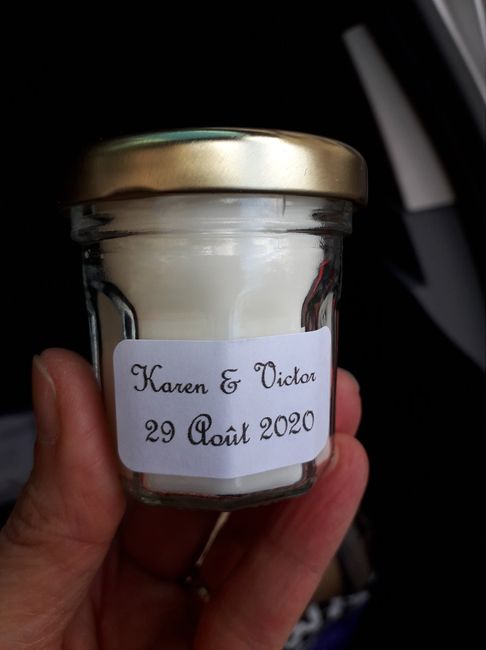 Karen & Victor
29 Août 2020